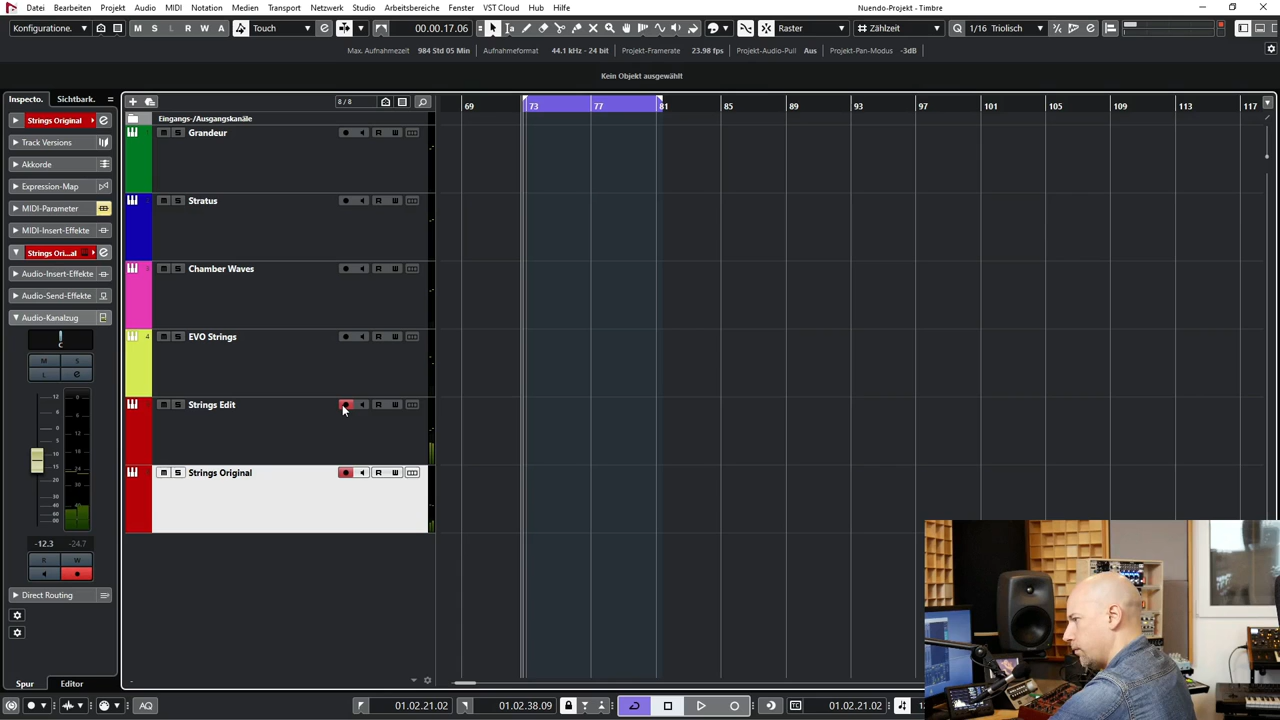 Datei Bearbeiten Projekt Audio MIDI Notation Medien Transport Netzwerk Studio Arbeitsbereiche Fenster VST Cloud Hub Hilfe Nuendo-Projekt - Timbre
Konfiguratione. M S L R W A Touch 00.00.17.06 Raster Zählzeit 1/16 Triolisch
Max. Aufnahmezeit 984 Std 05 Min Aufnahmeformat 44.1 kHz - 24 bit Projekt-Framerate 23.98 fps Projekt-Audio-Pull Aus Projekt-Pan-Modus -3dB
Kein Objekt ausgewählt
Inspecto. Sichtbark. 8 / 8 69 73 77 81 85 89 93 97 101 105 109 113 117
Strings Original Eingangs-/Ausgangskanäle
Track Versions
Akkorde
Expression-Map
MIDI-Parameter
MIDI-Insert-Effekte
Strings Ori...al
Audio-Insert-Effekte
Audio-Send-Effekte
Audio-Kanalzug
C
M S
L e
-12.3 -24.7
R W
Direct Routing
Grandeur M S R W
Stratus M S R W
Chamber Waves M S R W
4 EVO Strings M S R W
Strings Edit M S R W
Strings Original M S R W
Spur Editor
AQ 01.02.21.02 01.02.38.09 01.02.21.02